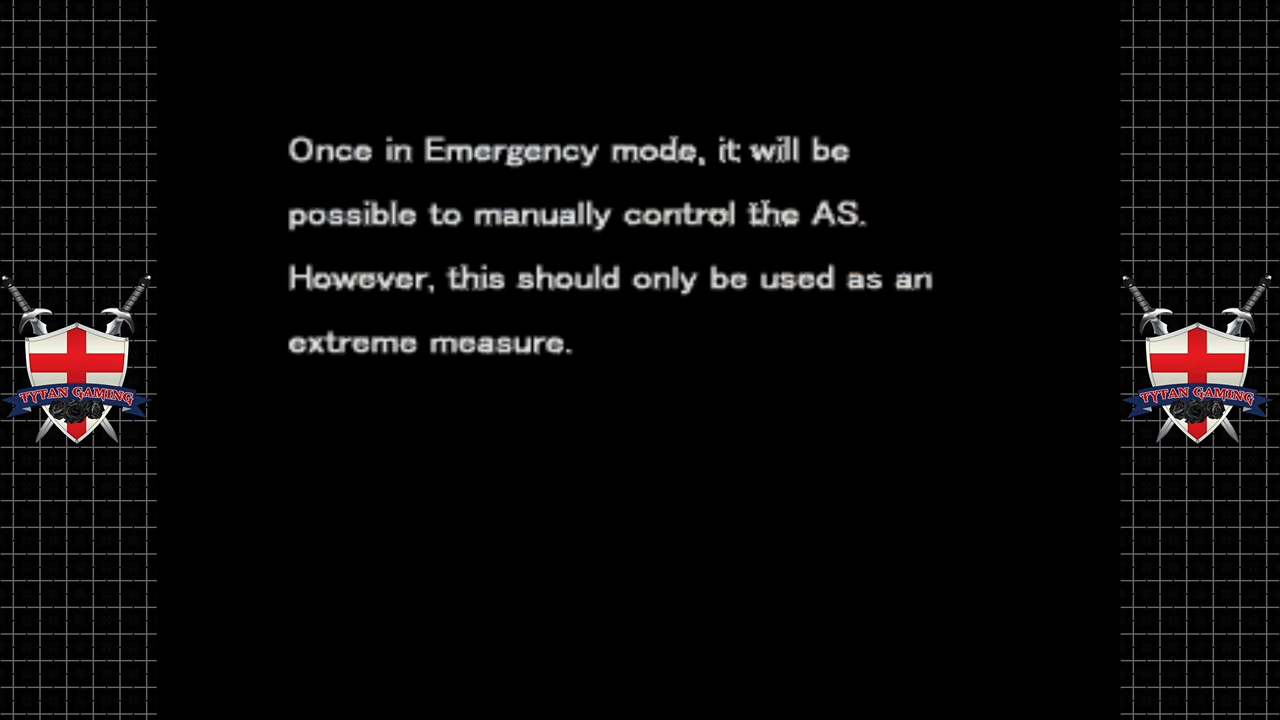 Once in Emergency mode, it will be
possible to manually control the AS.
However, this should only be used as an
extreme measure.
TYTAN GAMING
TYTAN GAMING